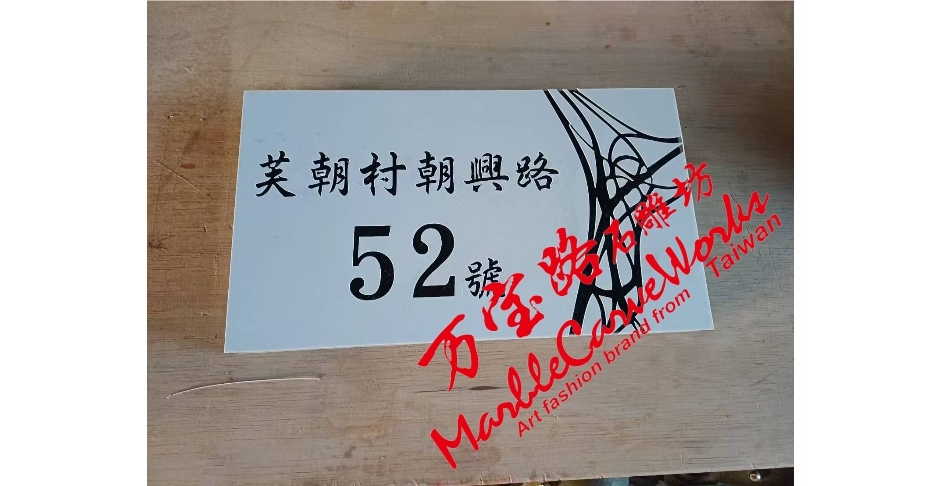 芙朝村朝興路
52號
万宝路石雕坊
MarbleCarveWorks
Art fashion brand from Taiwan